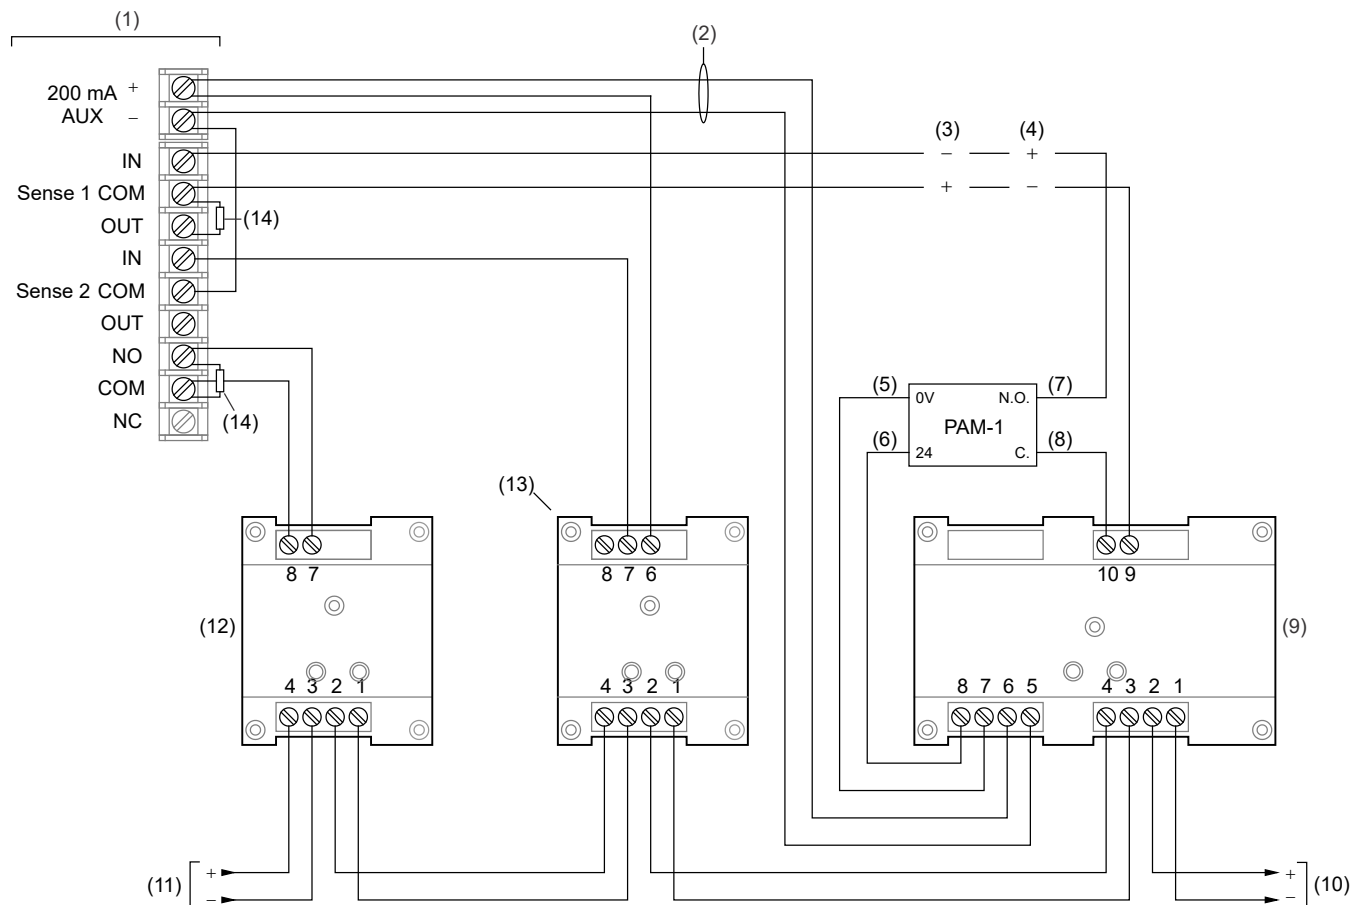 (1)
(2)
200 mA +
AUX −
(3) (4)
IN − +
Sense 1 COM + −
(14)
OUT
IN
Sense 2 COM
OUT
NO
COM
NC (14)
(5) 0V N.O. (7)
PAM-1
(6) 24 C. (8)
(13)
8 7
8 7 6
10 9
(12)
(9)
4 3 2 1
4 3 2 1
8 7 6 5 4 3 2 1
(11) + −
+ − (10)